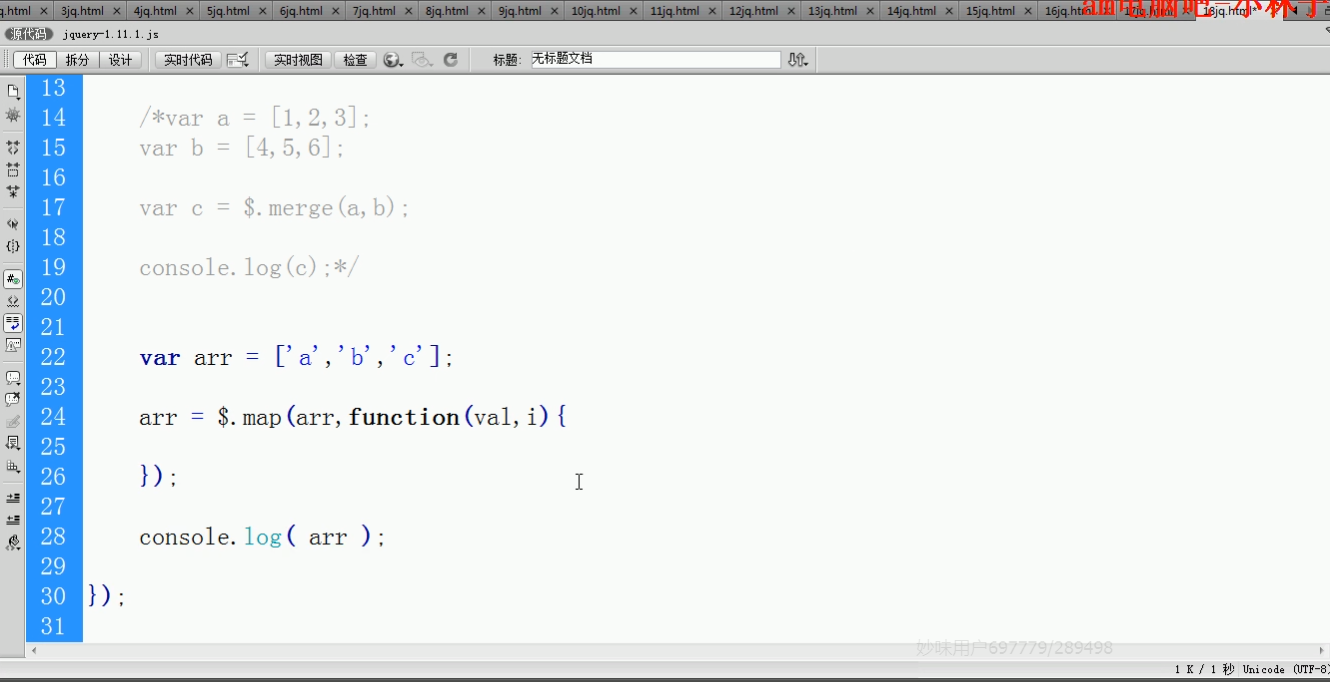 q.html × 3jq.html × 4jq.html × 5jq.html × 6jq.html × 7jq.html × 8jq.html × 9jq.html × 10jq.html × 11jq.html × 12jq.html × 13jq.html × 14jq.html × 15jq.html × 16jq.html 17jq.html 18jq.html*
源代码 jquery-1.11.1.js
代码 拆分 设计 实时代码 实时视图 检查 标题: 无标题文档
13
14 /*var a = [1,2,3];
15 var b = [4,5,6];
16
17 var c = $.merge(a,b);
18
19 console.log(c);*/
20
21
22 var arr = ['a','b','c'];
23
24 arr = $.map(arr,function(val,i){
25
26 });
27
28 console.log( arr );
29
30 });
31
妙味用户697779/289498
1 K / 1 秒 Unicode (UTF-8)